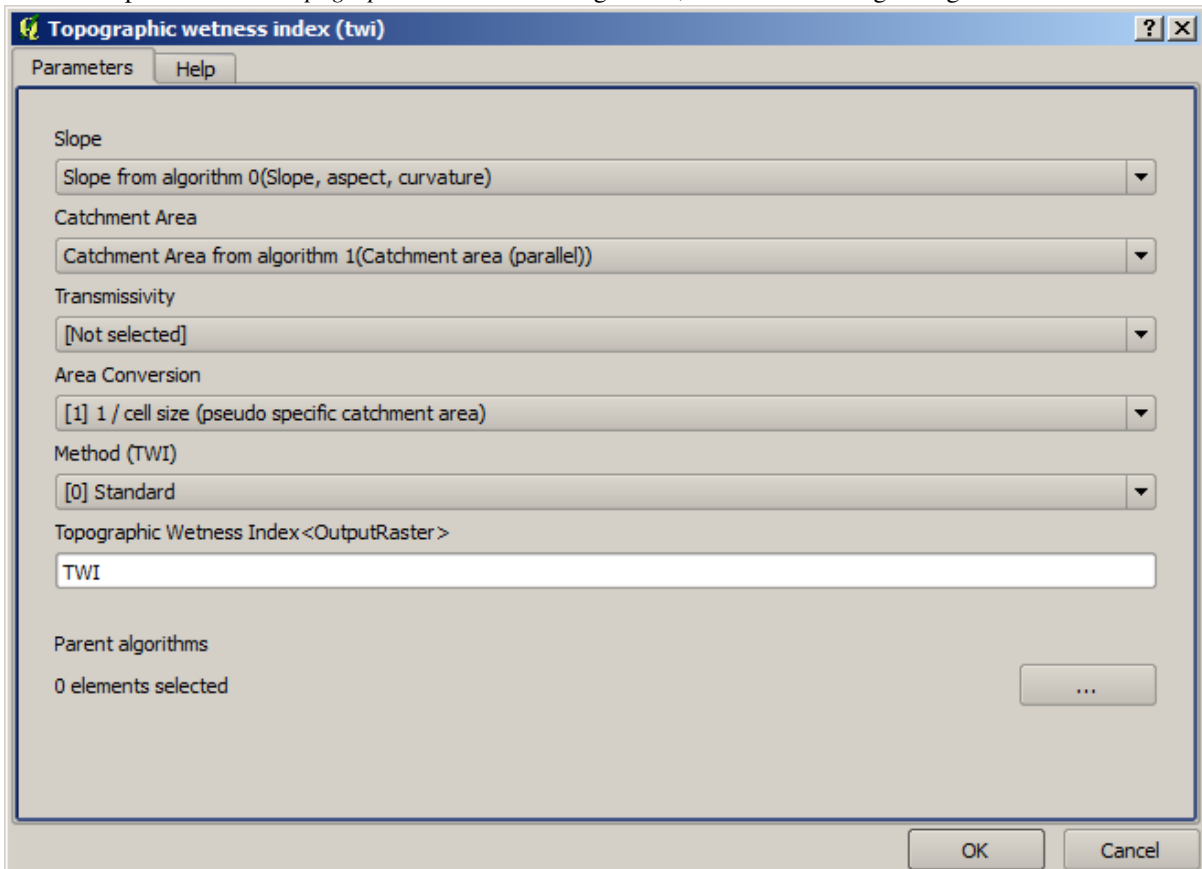 Topographic wetness index (twi)
Parameters Help
Slope
Slope from algorithm 0(Slope, aspect, curvature)
Catchment Area
Catchment Area from algorithm 1(Catchment area (parallel))
Transmissivity
[Not selected]
Area Conversion
[1] 1 / cell size (pseudo specific catchment area)
Method (TWI)
[0] Standard
Topographic Wetness Index<OutputRaster>
TWI
Parent algorithms
0 elements selected ...
OK Cancel